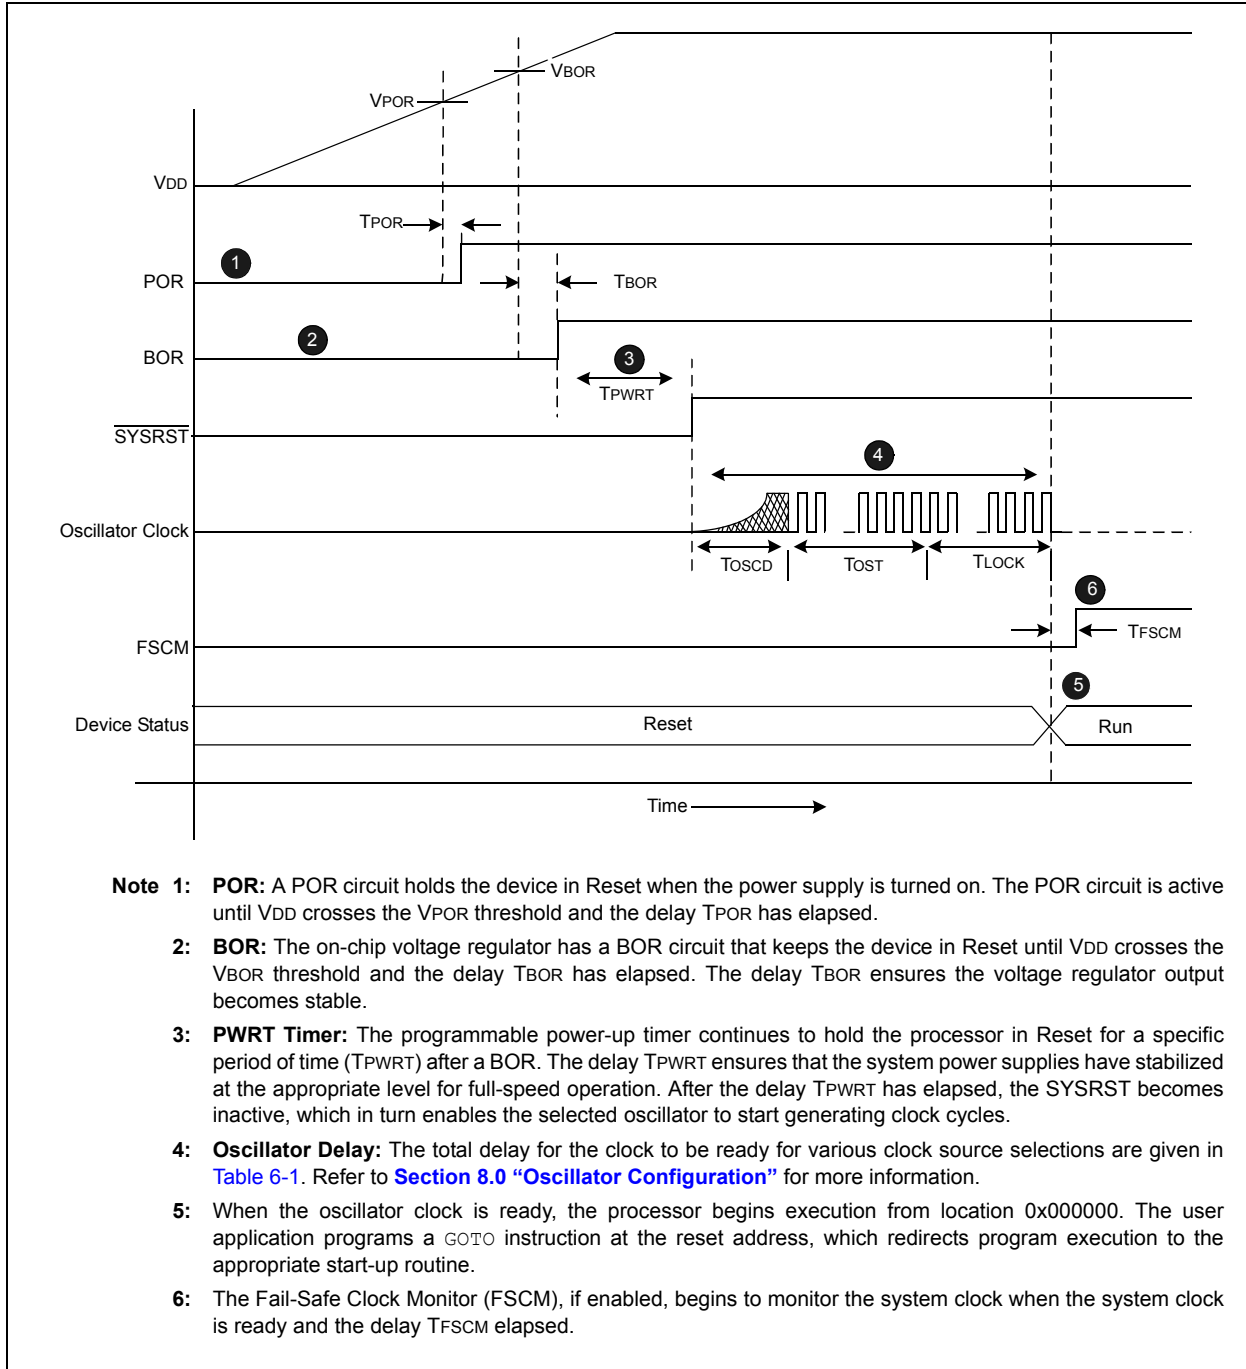 VBOR
VPOR
VDD
TPOR
1
POR
TBOR
2
BOR
3
TPWRT
SYSRST
4
Oscillator Clock
TOSCD
TOST
TLOCK
6
TFSCM
FSCM
5
Device Status
Reset
Run
Time
Note 1: POR: A POR circuit holds the device in Reset when the power supply is turned on. The POR circuit is active
until VDD crosses the VPOR threshold and the delay TPOR has elapsed.
2: BOR: The on-chip voltage regulator has a BOR circuit that keeps the device in Reset until VDD crosses the
VBOR threshold and the delay TBOR has elapsed. The delay TBOR ensures the voltage regulator output
becomes stable.
3: PWRT Timer: The programmable power-up timer continues to hold the processor in Reset for a specific
period of time (TPWRT) after a BOR. The delay TPWRT ensures that the system power supplies have stabilized
at the appropriate level for full-speed operation. After the delay TPWRT has elapsed, the SYSRST becomes
inactive, which in turn enables the selected oscillator to start generating clock cycles.
4: Oscillator Delay: The total delay for the clock to be ready for various clock source selections are given in
Table 6-1. Refer to Section 8.0 “Oscillator Configuration” for more information.
5: When the oscillator clock is ready, the processor begins execution from location 0x000000. The user
application programs a GOTO instruction at the reset address, which redirects program execution to the
appropriate start-up routine.
6: The Fail-Safe Clock Monitor (FSCM), if enabled, begins to monitor the system clock when the system clock
is ready and the delay TFSCM elapsed.